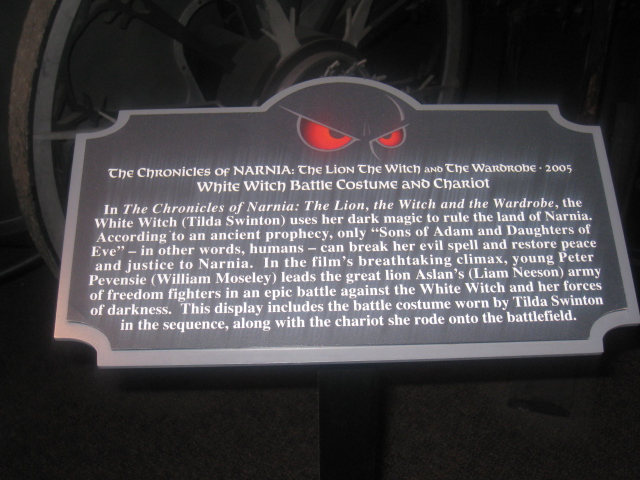 The Chronicles of NARNIA: The Lion The Witch and The Wardrobe · 2005
White Witch Battle Costume and Chariot
In The Chronicles of Narnia: The Lion, the Witch and the Wardrobe, the
White Witch (Tilda Swinton) uses her dark magic to rule the land of Narnia.
According to an ancient prophecy, only “Sons of Adam and Daughters of
Eve” – in other words, humans – can break her evil spell and restore peace
and justice to Narnia. In the film's breathtaking climax, young Peter
Pevensie (William Moseley) leads the great lion Aslan's (Liam Neeson) army
of freedom fighters in an epic battle against the White Witch and her forces
of darkness. This display includes the battle costume worn by Tilda Swinton
in the sequence, along with the chariot she rode onto the battlefield.